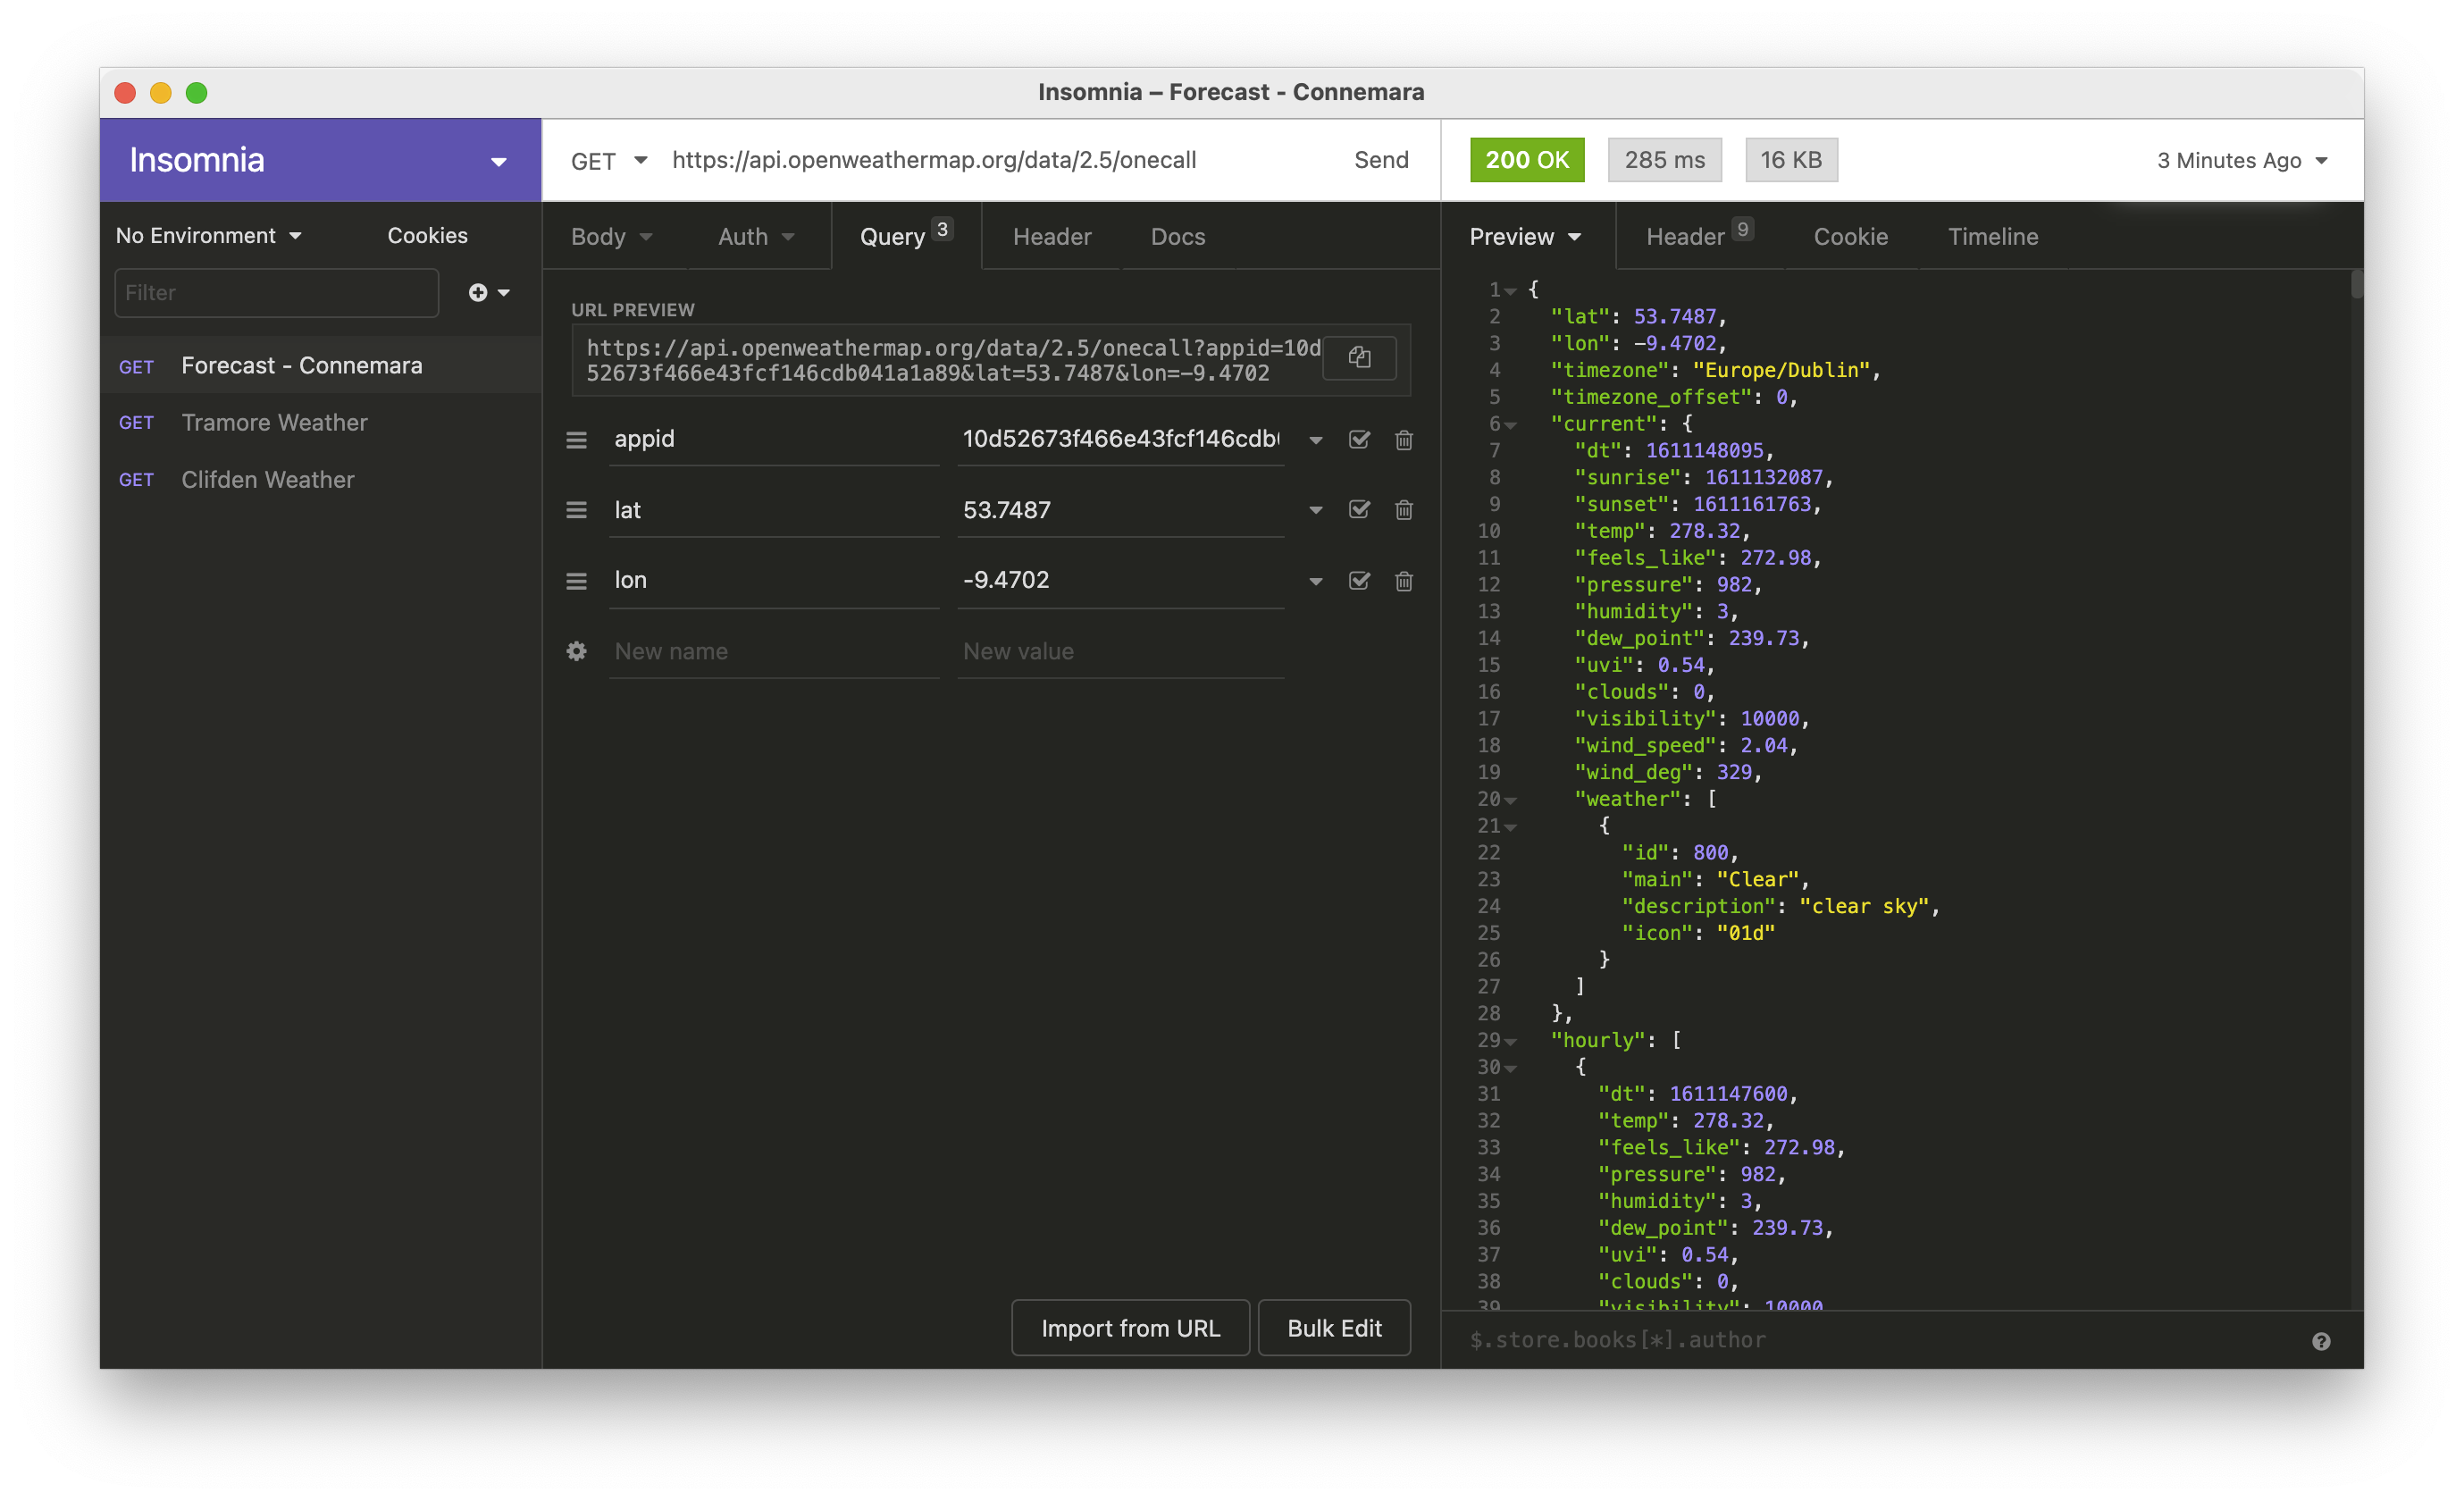 Insomnia – Forecast - Connemara
Insomnia
GET https://api.openweathermap.org/data/2.5/onecall Send
200 OK 285 ms 16 KB 3 Minutes Ago
No Environment Cookies
Filter
GET Forecast - Connemara
GET Tramore Weather
GET Clifden Weather
Body Auth Query 3 Header Docs
URL PREVIEW
https://api.openweathermap.org/data/2.5/onecall?appid=10d
52673f466e43fcf146cdb041a1a89&lat=53.7487&lon=-9.4702
appid 10d52673f466e43fcf146cdb
lat 53.7487
lon -9.4702
New name New value
Import from URL Bulk Edit
Preview Header 9 Cookie Timeline
1 {
2 "lat": 53.7487,
3 "lon": -9.4702,
4 "timezone": "Europe/Dublin",
5 "timezone_offset": 0,
6 "current": {
7 "dt": 1611148095,
8 "sunrise": 1611132087,
9 "sunset": 1611161763,
10 "temp": 278.32,
11 "feels_like": 272.98,
12 "pressure": 982,
13 "humidity": 3,
14 "dew_point": 239.73,
15 "uvi": 0.54,
16 "clouds": 0,
17 "visibility": 10000,
18 "wind_speed": 2.04,
19 "wind_deg": 329,
20 "weather": [
21 {
22 "id": 800,
23 "main": "Clear",
24 "description": "clear sky",
25 "icon": "01d"
26 }
27 ]
28 },
29 "hourly": [
30 {
31 "dt": 1611147600,
32 "temp": 278.32,
33 "feels_like": 272.98,
34 "pressure": 982,
35 "humidity": 3,
36 "dew_point": 239.73,
37 "uvi": 0.54,
38 "clouds": 0,
39 "visibility": 10000
$.store.books[*].author